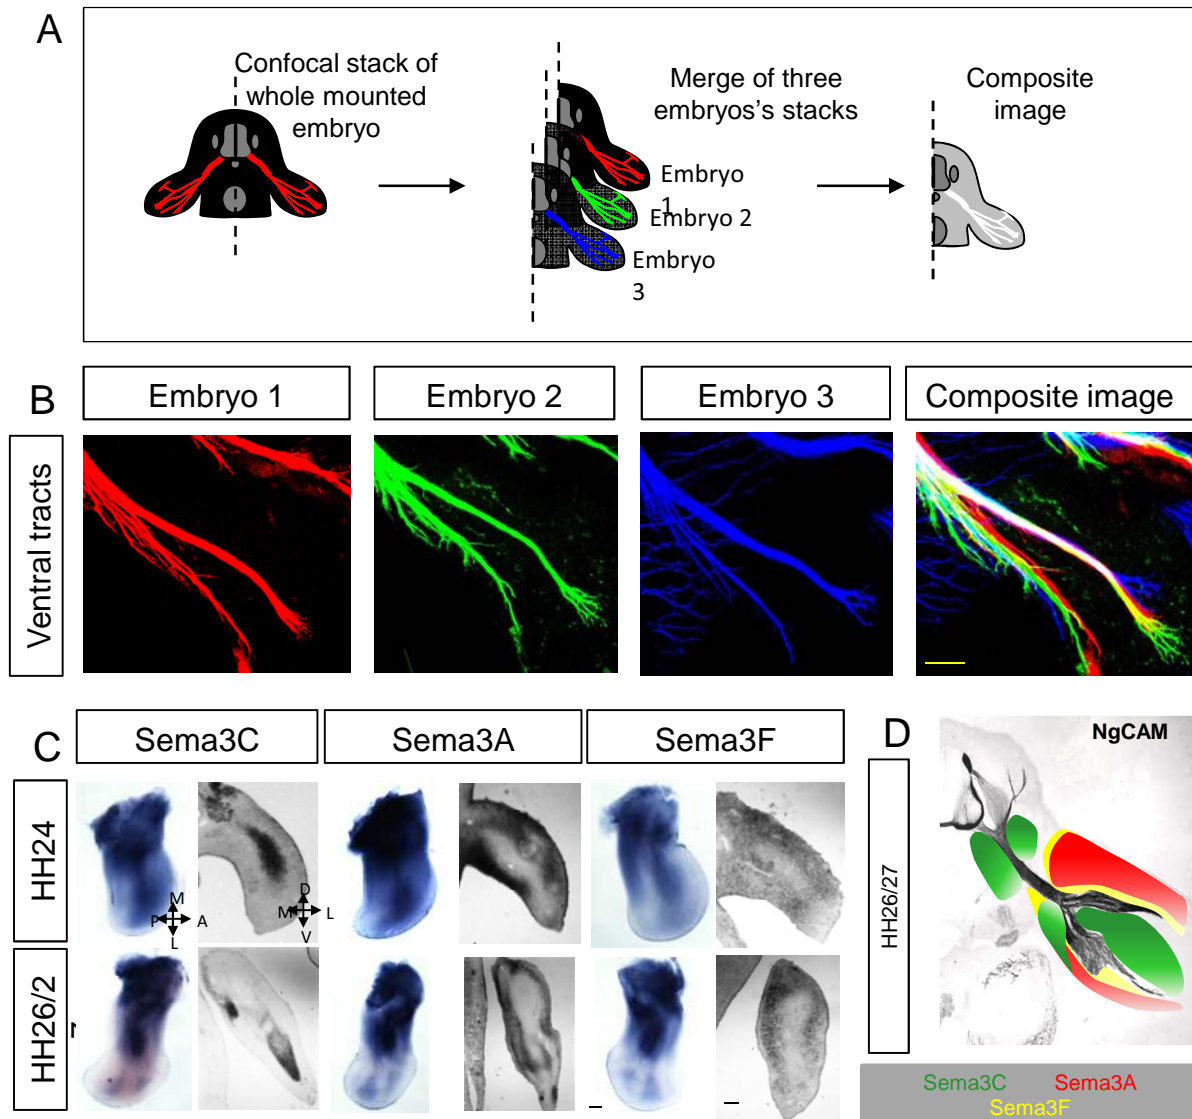 A
Confocal stack of
whole mounted
embryo
Merge of three
embryos's stacks
Composite
image
Embryo
1
Embryo 2
Embryo
3
B
Embryo 1
Embryo 2
Embryo 3
Composite image
Ventral tracts
C
Sema3C
Sema3A
Sema3F
HH24
M
P A
L
D
M L
V
HH26/2
D
NgCAM
HH26/27
Sema3C Sema3A
Sema3F